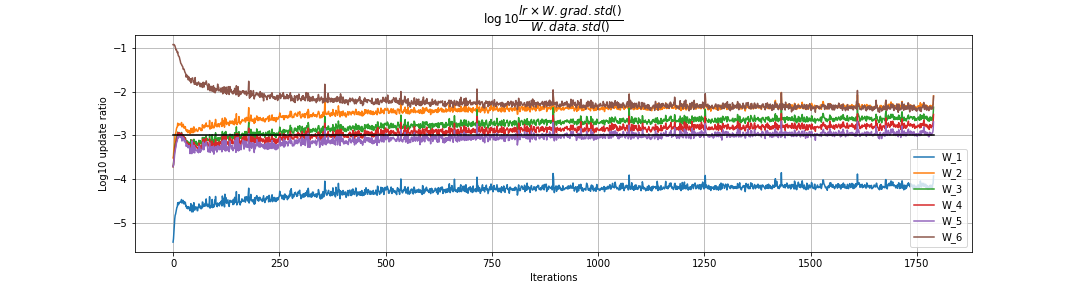 log10 lr × W.grad.std()
W.data.std()
−1
−2
−3
−4
−5
Log10 update ratio
0
250
500
750
1000
1250
1500
1750
Iterations
W_1
W_2
W_3
W_4
W_5
W_6